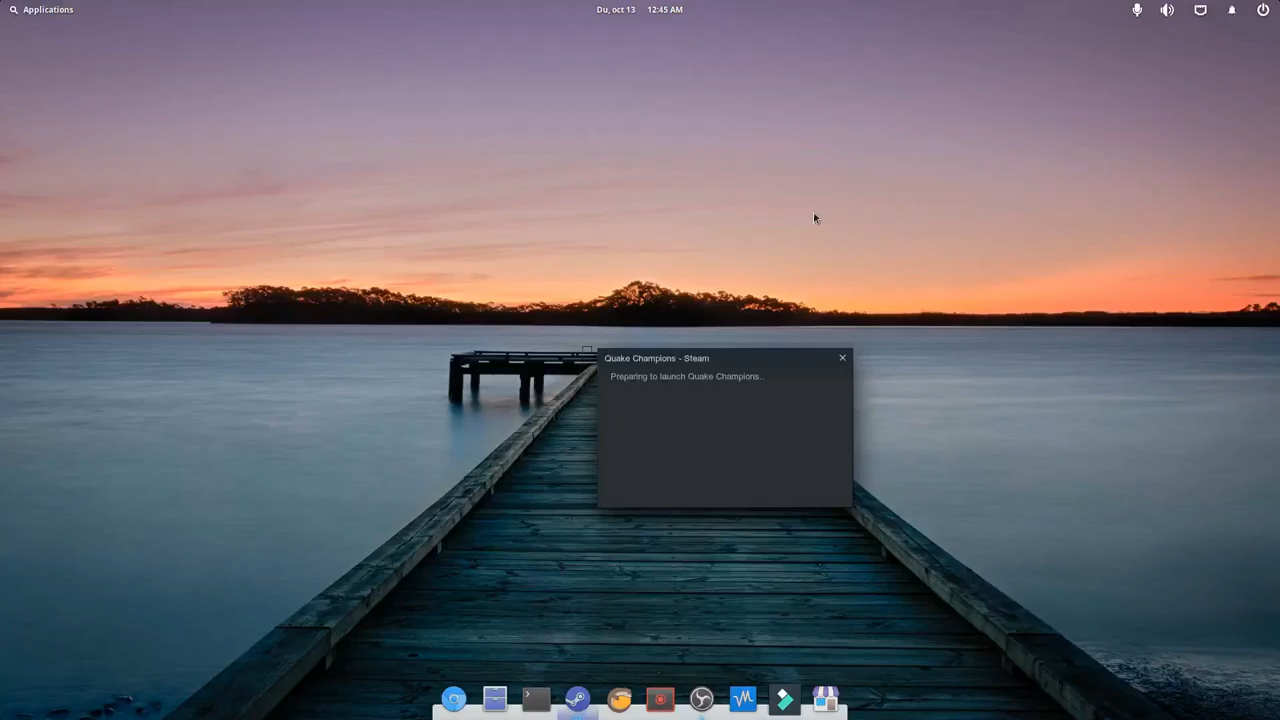 Applications
Du, oct 13 12:45 AM
Quake Champions - Steam
Preparing to launch Quake Champions..